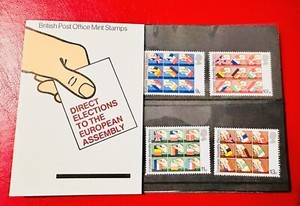 British Post Office Mint Stamps
DIRECT
ELECTIONS
TO THE
EUROPEAN
ASSEMBLY